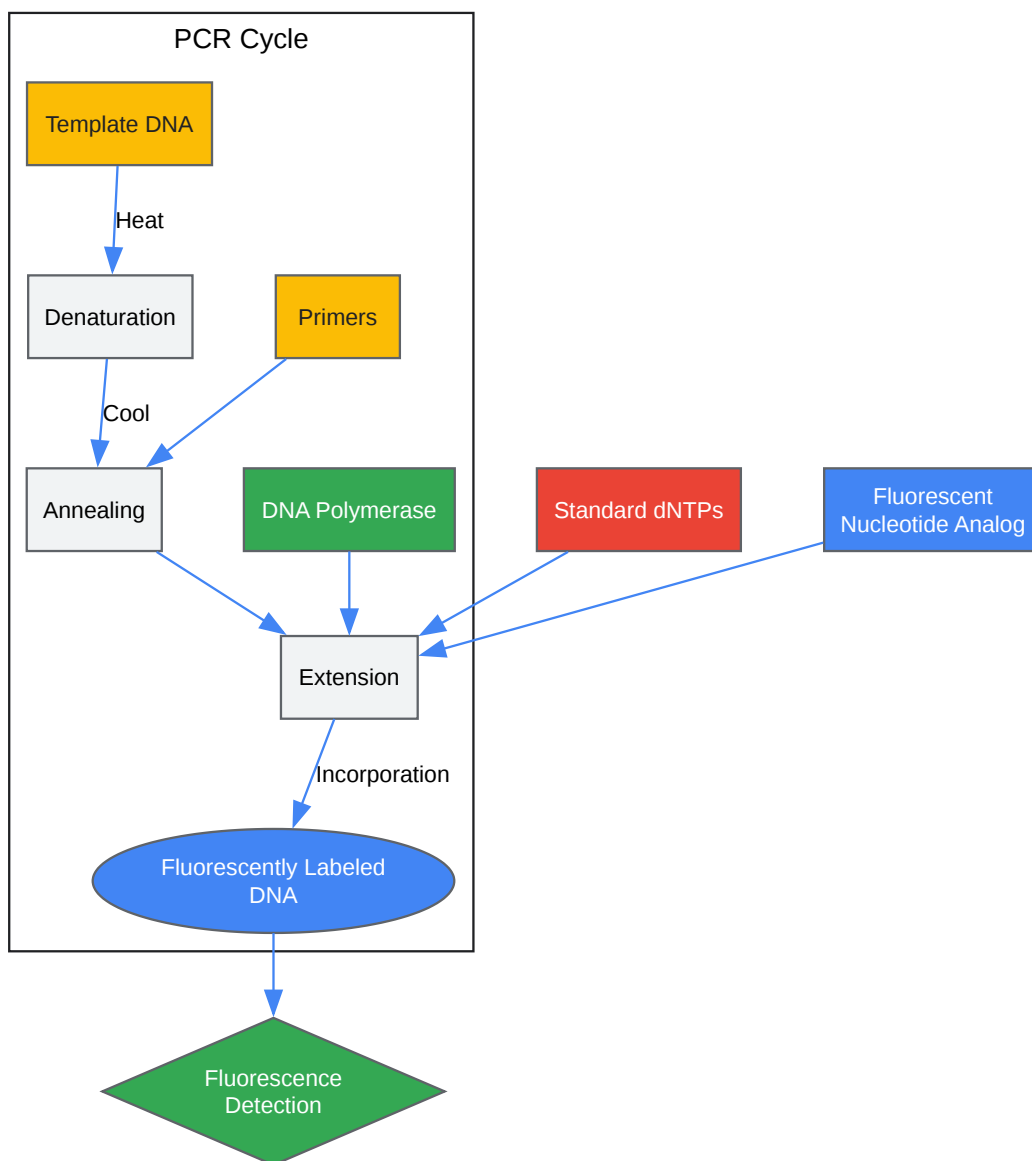 PCR Cycle
Template DNA
Heat
Denaturation
Primers
Cool
Annealing
DNA Polymerase
Standard dNTPs
Fluorescent
Nucleotide Analog
Extension
Incorporation
Fluorescently Labeled
DNA
Fluorescence
Detection